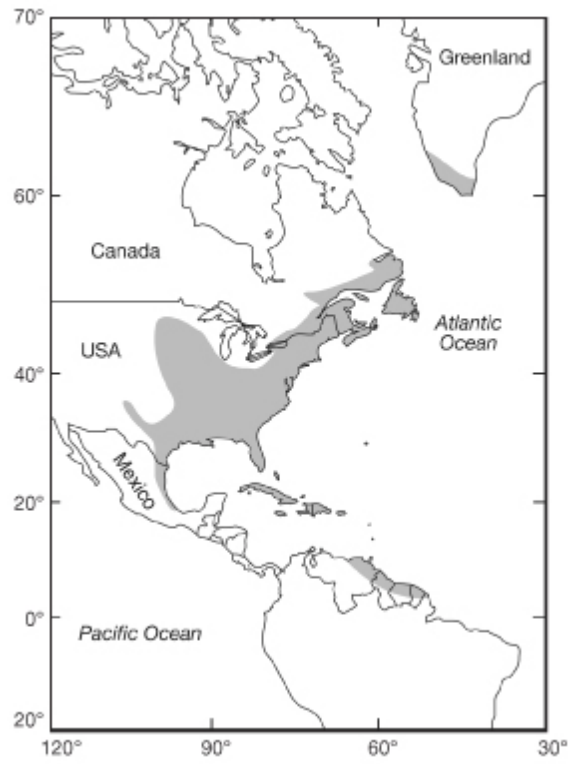 70°
Greenland
60°
Canada
Atlantic
Ocean
USA
40°
Mexico
20°
0°
Pacific Ocean
20°
120°
90°
60°
30°